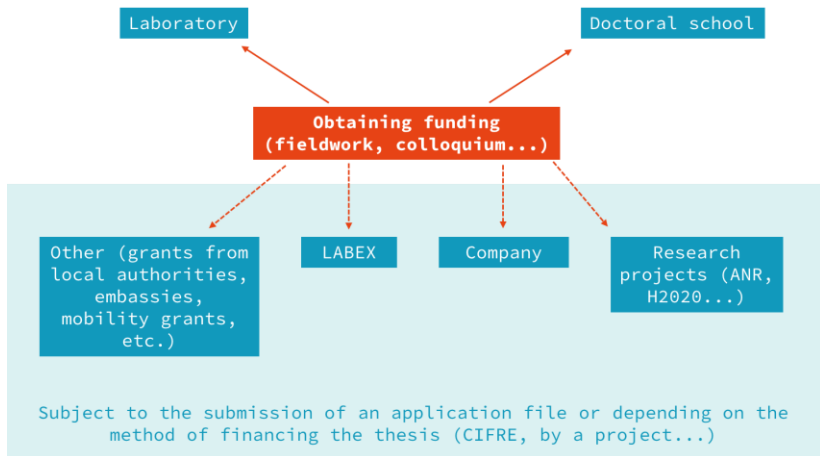 Laboratory
Doctoral school
Obtaining funding
(fieldwork, colloquium...)
Other (grants from
local authorities,
embassies,
mobility grants,
etc.)
LABEX
Company
Research
projects (ANR,
H2020...)
Subject to the submission of an application file or depending on the
method of financing the thesis (CIFRE, by a project...)